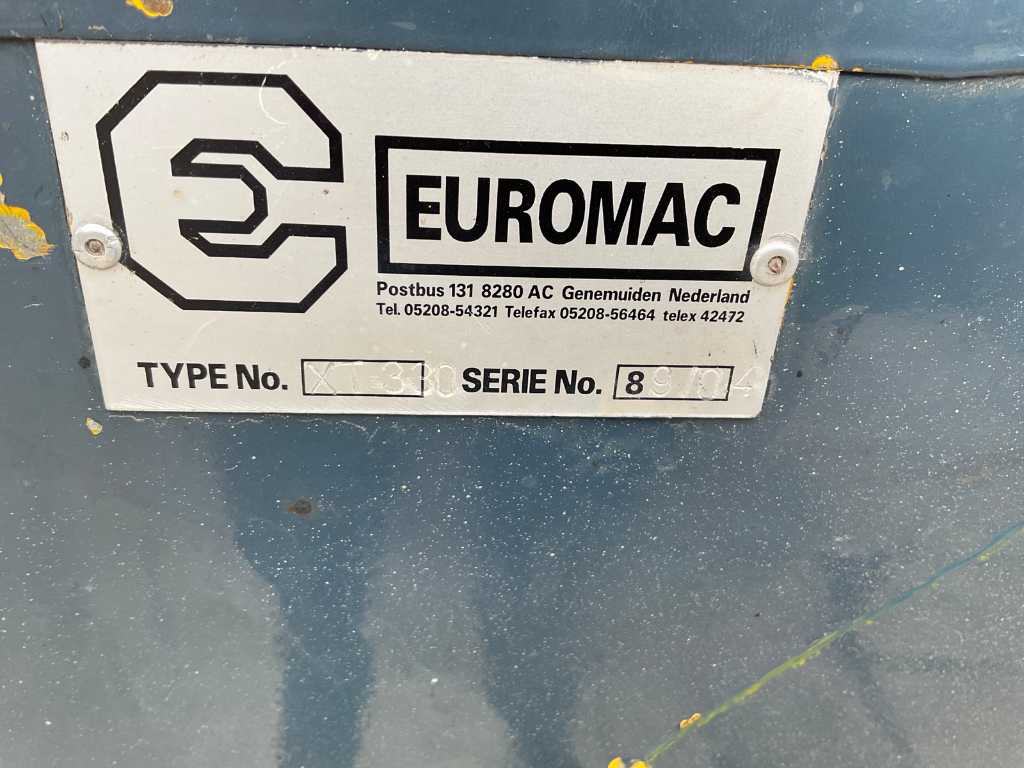 EUROMAC
Postbus 131 8280 AC Genemuiden Nederland
Tel. 05208-54321 Telefax 05208-56464 telex 42472
TYPE No. XT-330 SERIE No. 89104